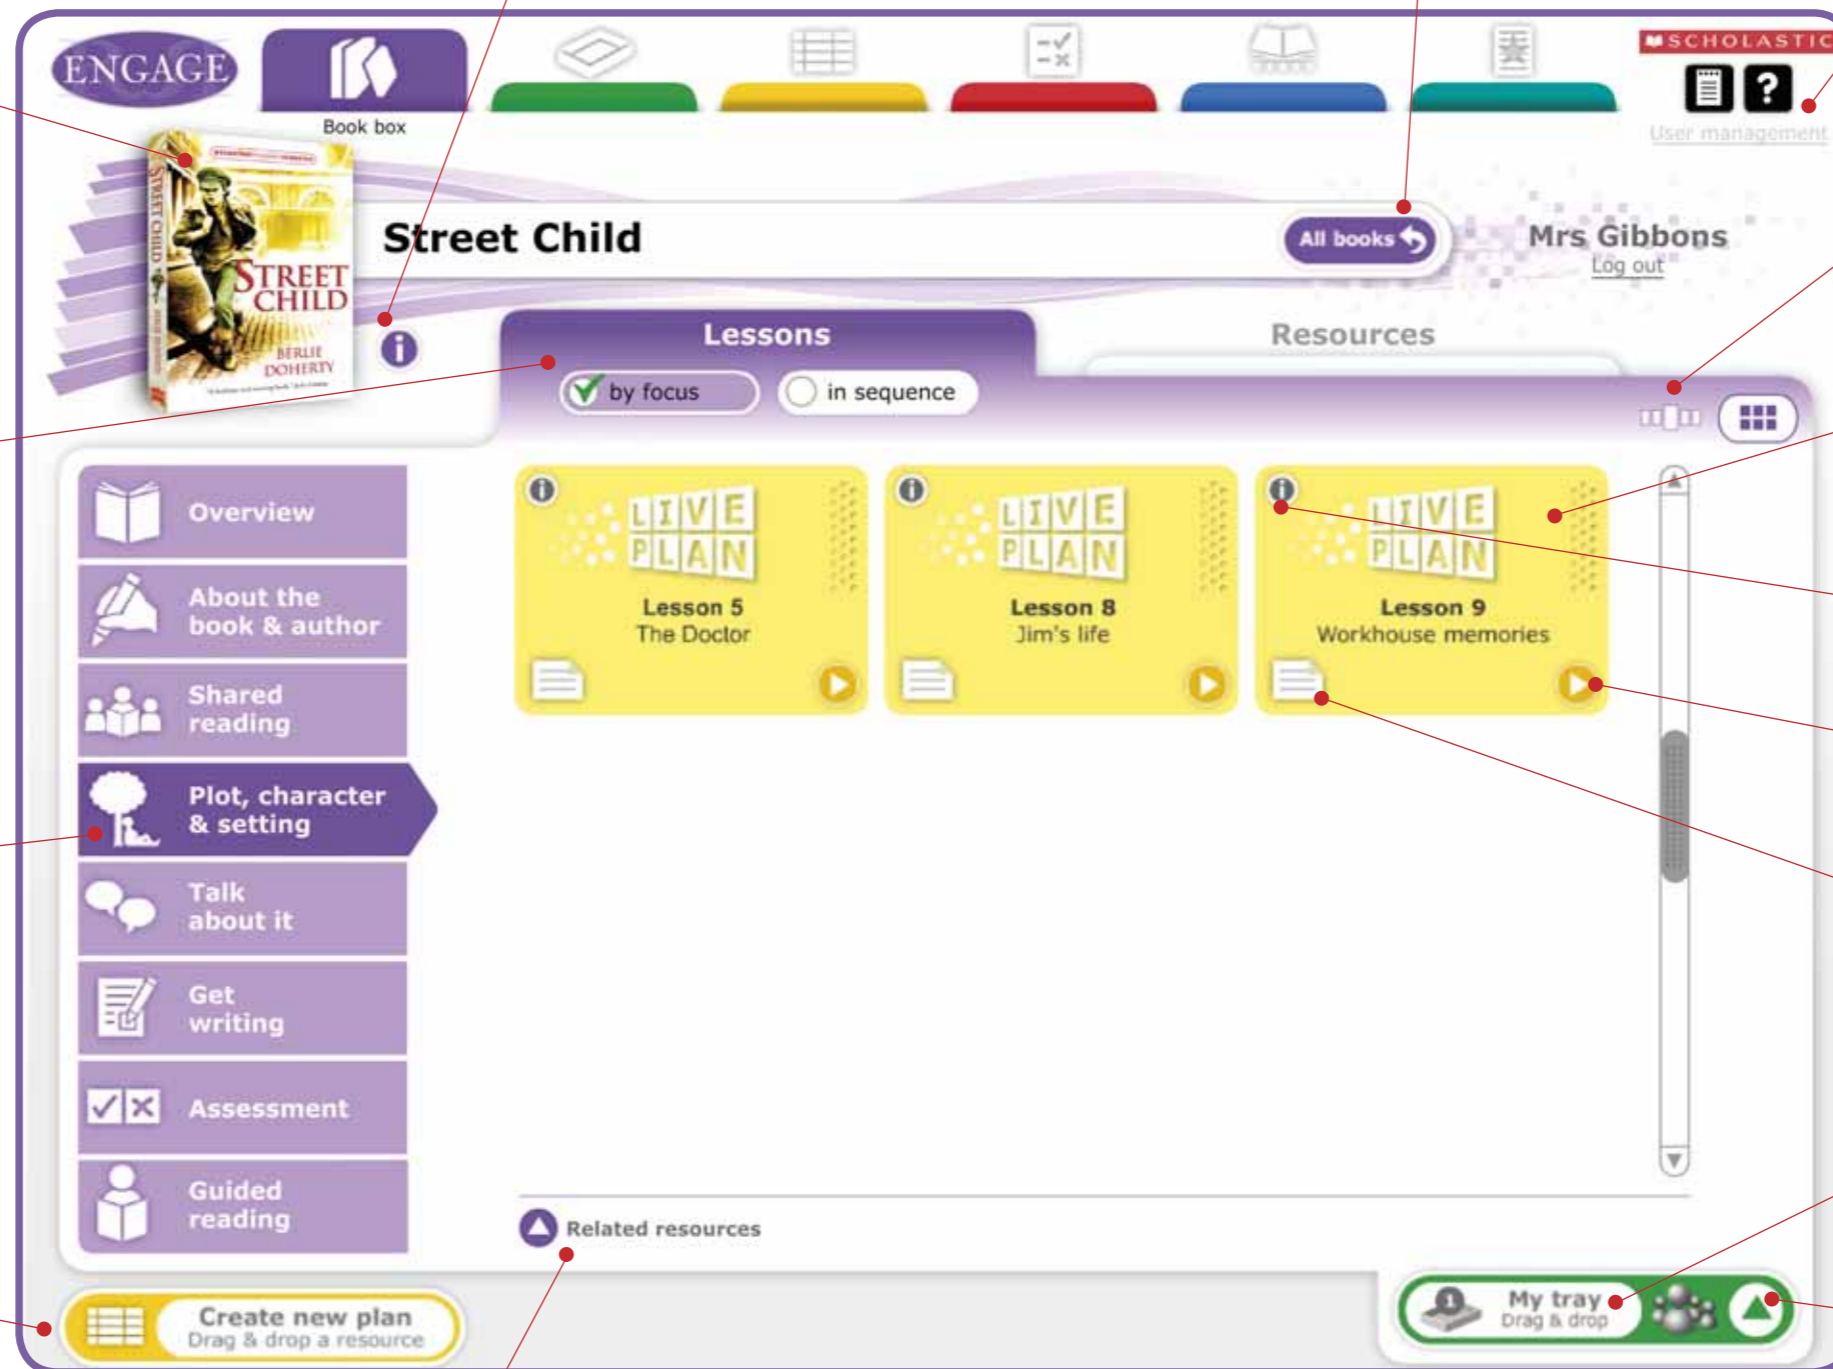 ENGAGE
Book box
SCHOLASTIC
User management
STREET CHILD
STREET
CHILD
BERLIE
DOHERTY
Street Child
All books
Mrs Gibbons
Log out
i
Lessons
Resources
by focus
in sequence
Overview
About the
book & author
Shared
reading
Plot, character
& setting
Talk
about it
Get
writing
Assessment
Guided
reading
i
LIVE
PLAN
Lesson 5
The Doctor
i
LIVE
PLAN
Lesson 8
Jim's life
i
LIVE
PLAN
Lesson 9
Workhouse memories
Related resources
Create new plan
Drag & drop a resource
1
My tray
Drag & drop